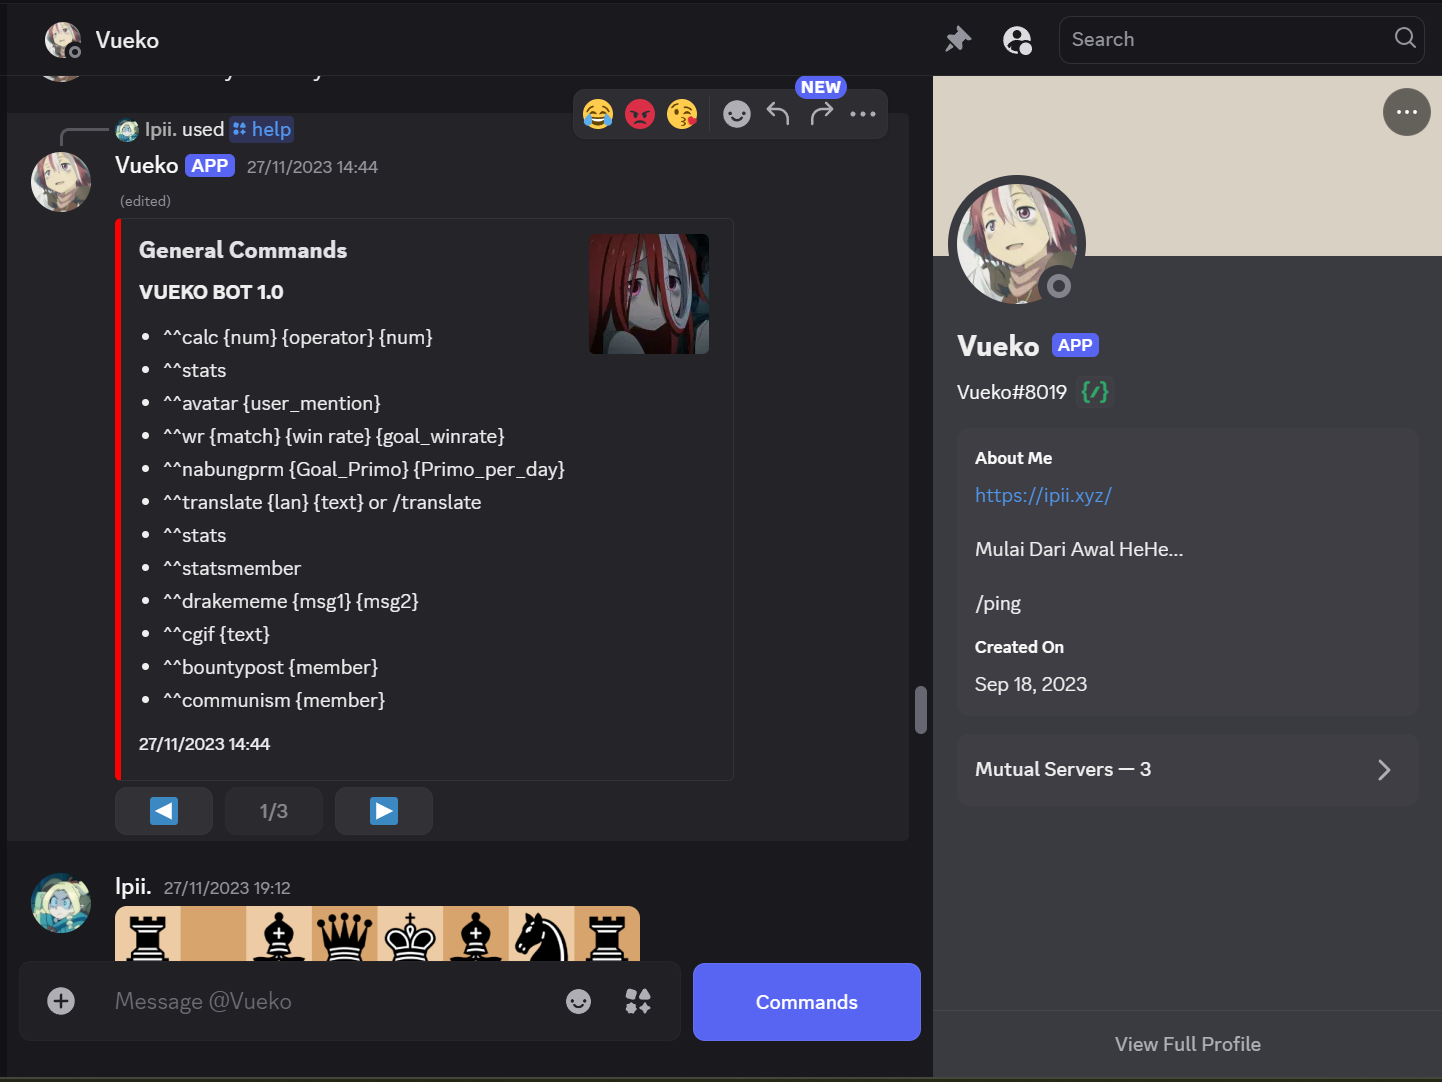 Vueko
Search
NEW
Ipii. used help
Vueko APP 27/11/2023 14:44
(edited)
General Commands
VUEKO BOT 1.0
^^calc {num} {operator} {num}
^^stats
^^avatar {user_mention}
^^wr {match} {win rate} {goal_winrate}
^^nabungprm {Goal_Primo} {Primo_per_day}
^^translate {lan} {text} or /translate
^^stats
^^statsmember
^^drakememe {msg1} {msg2}
^^cgif {text}
^^bountypost {member}
^^communism {member}
27/11/2023 14:44
1/3
Ipii. 27/11/2023 19:12
Message @Vueko
Commands
Vueko APP
Vueko#8019 {/}
About Me
https://ipii.xyz/
Mulai Dari Awal HeHe...
/ping
Created On
Sep 18, 2023
Mutual Servers — 3
View Full Profile